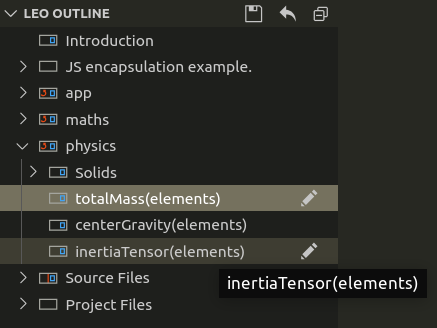 LEO OUTLINE
Introduction
JS encapsulation example.
app
maths
physics
Solids
totalMass(elements)
centerGravity(elements)
inertiaTensor(elements)
Source Files
inertiaTensor(elements)
Project Files